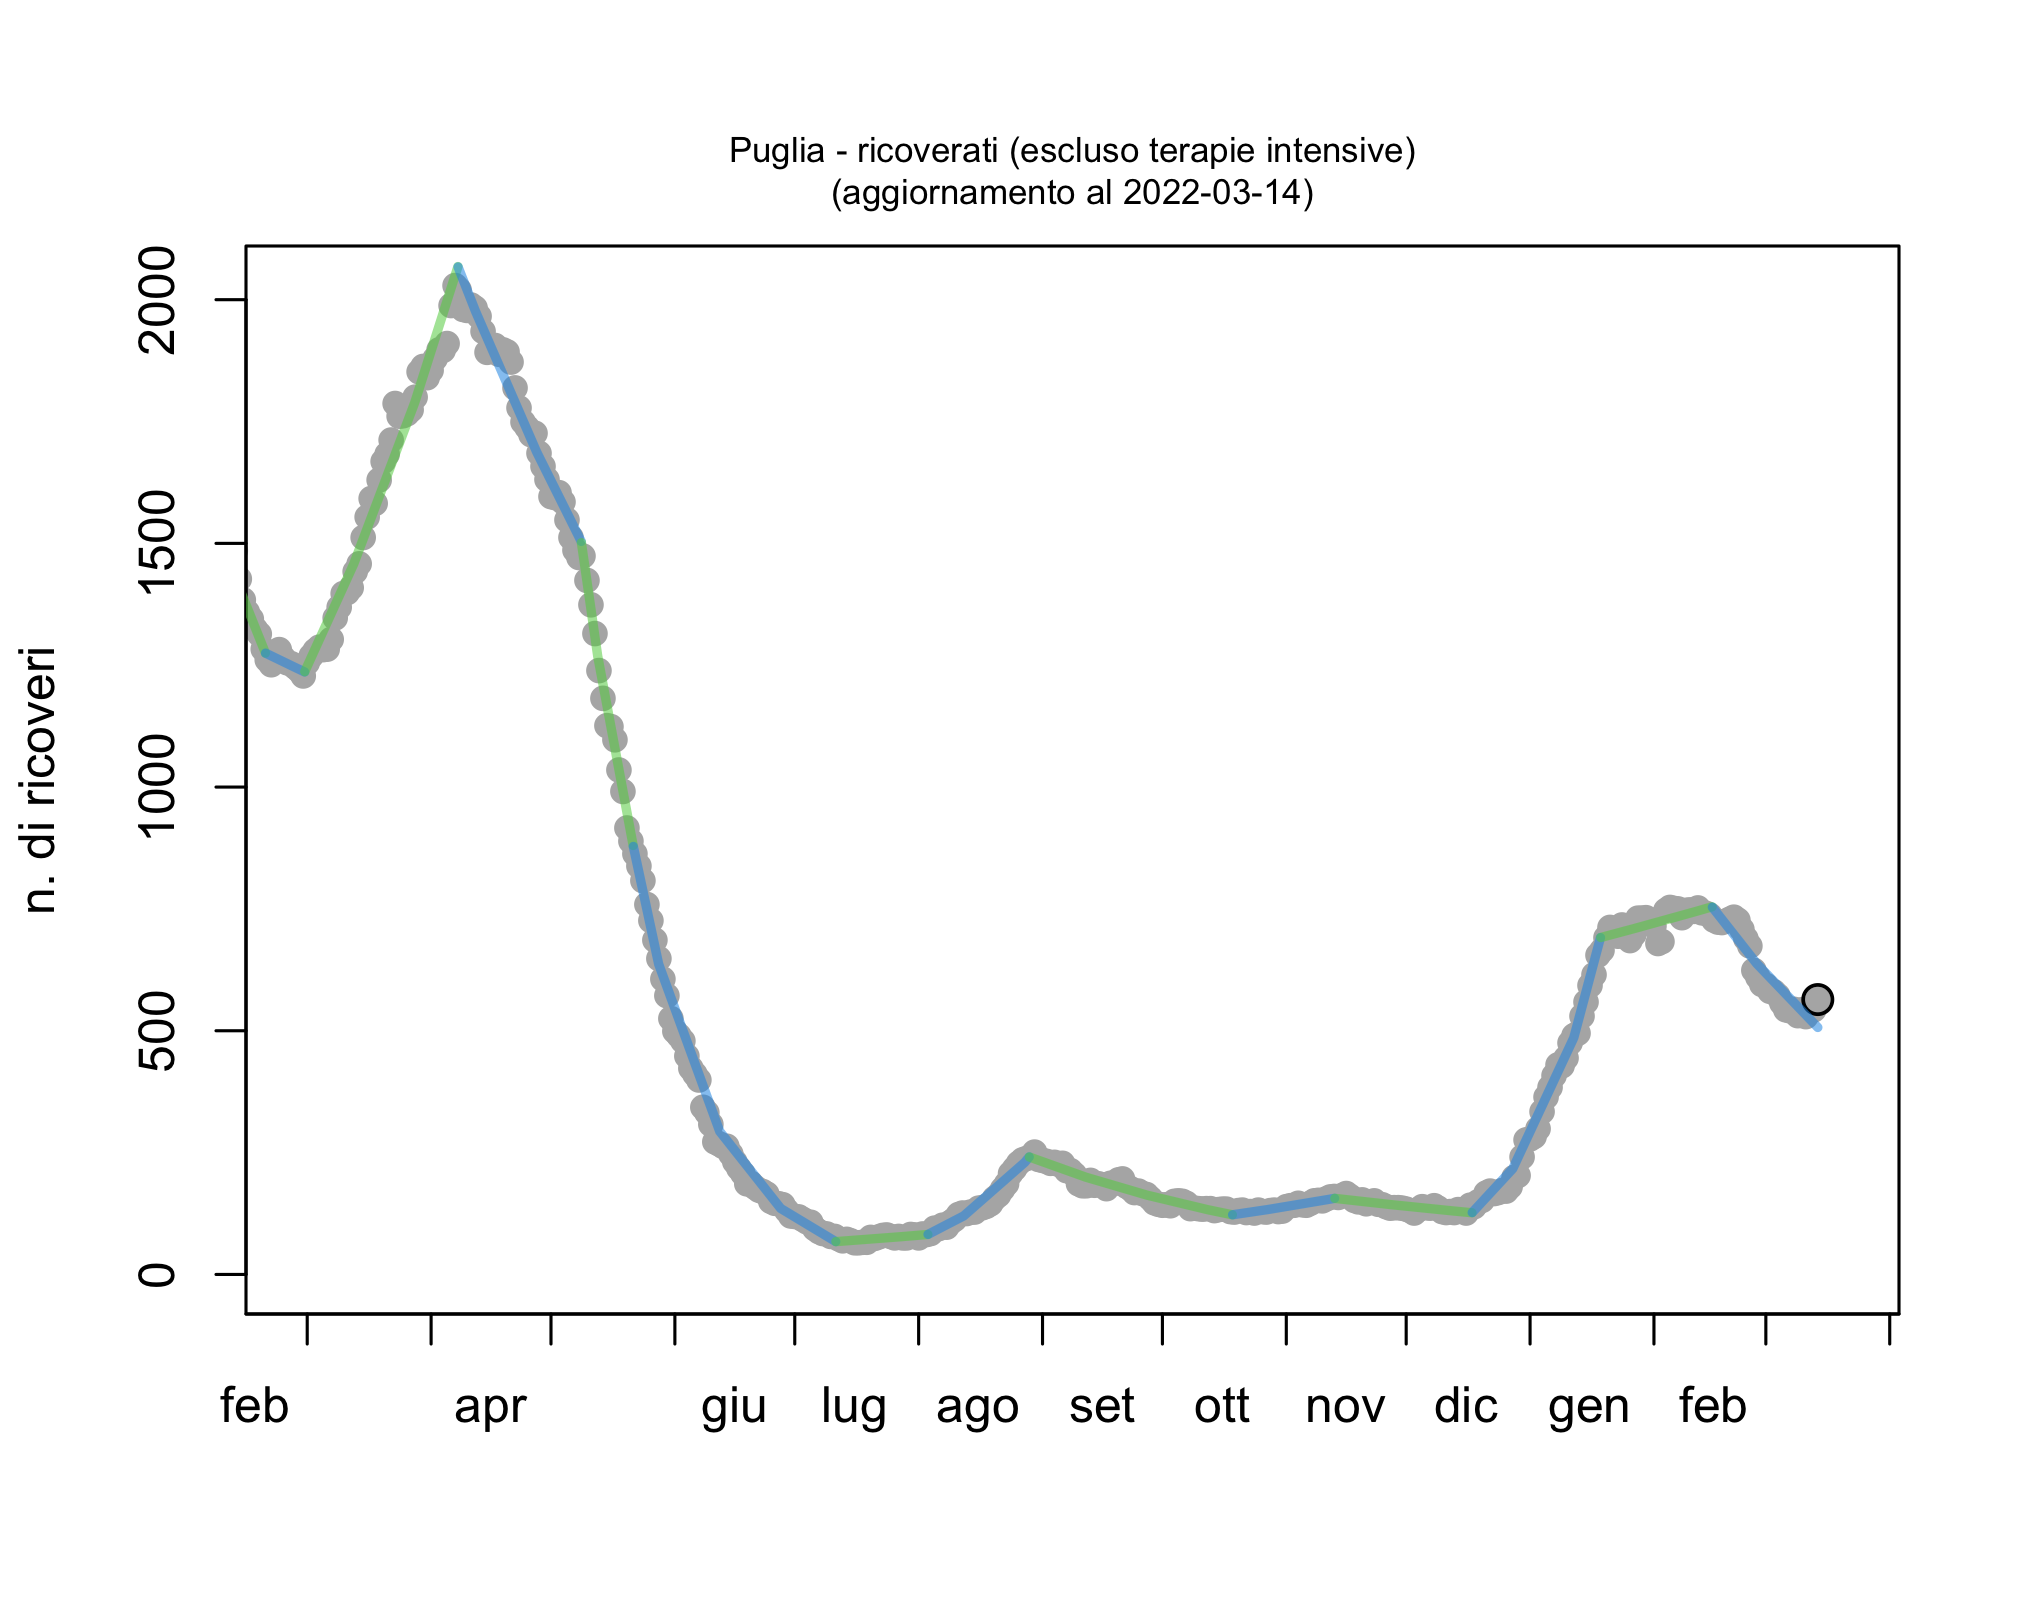 Puglia - ricoverati (escluso terapie intensive)
(aggiornamento al 2022-03-14)
n. di ricoveri
2000
1500
1000
500
0
feb apr giu lug ago set ott nov dic gen feb